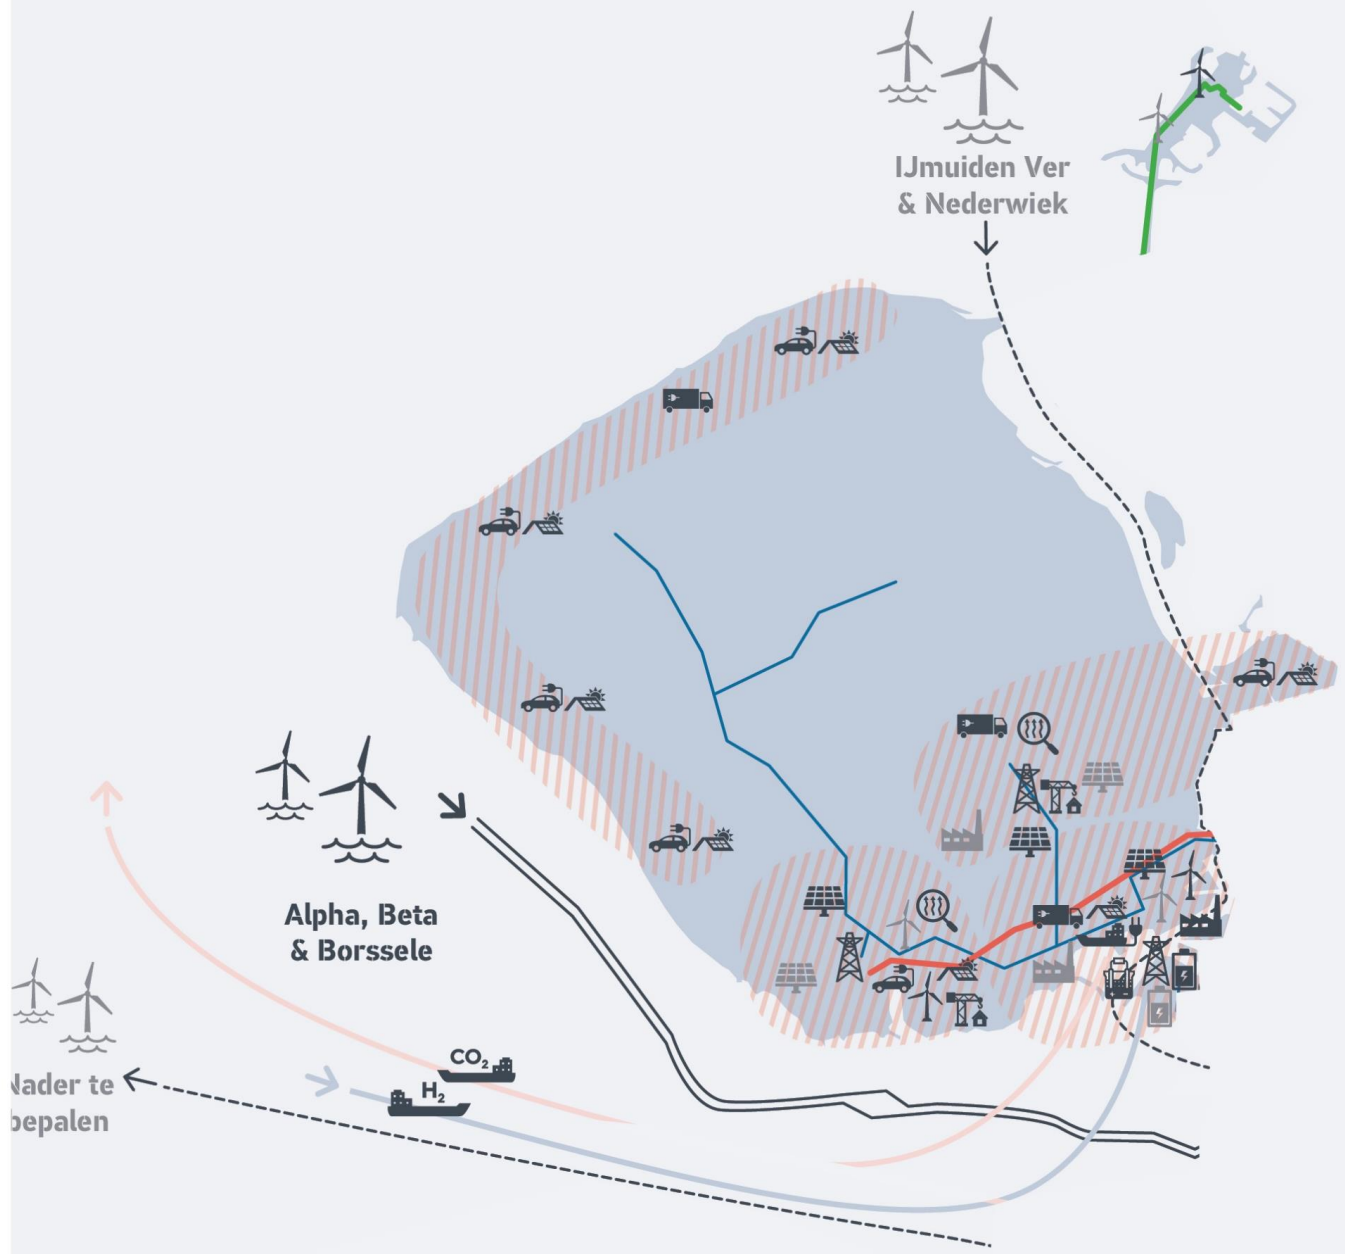 IJmuiden Ver
& Nederwiek
Alpha, Beta
& Borssele
Nader te
bepalen
CO₂
H₂